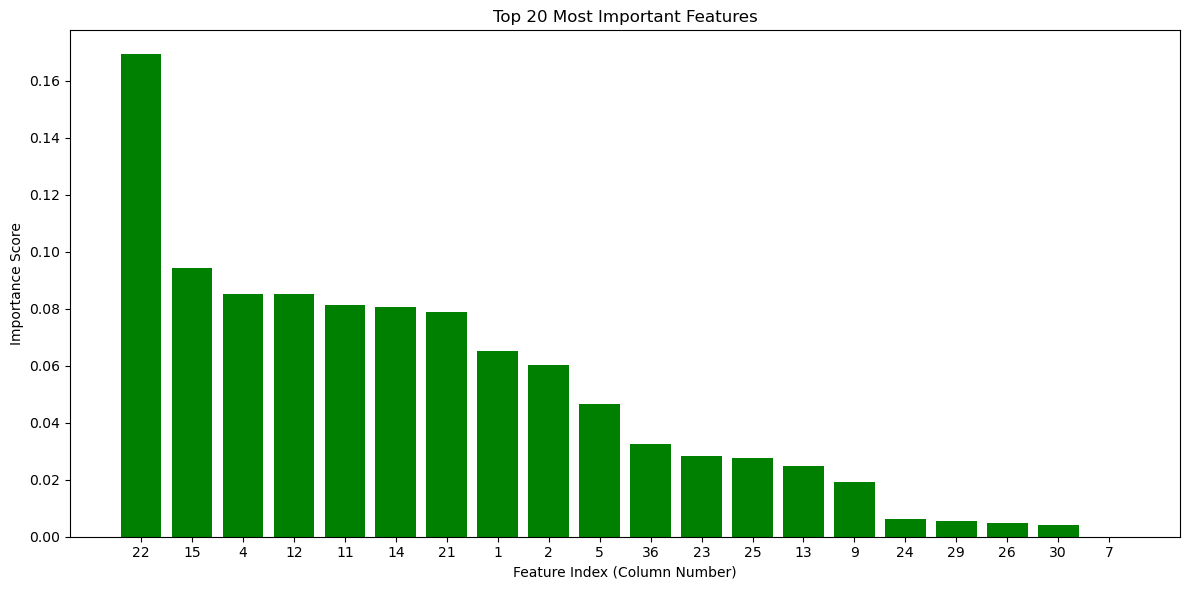 Top 20 Most Important Features
Importance Score
0.16
0.14
0.12
0.10
0.08
0.06
0.04
0.02
0.00
22 15 4 12 11 14 21 1 2 5 36 23 25 13 9 24 29 26 30 7
Feature Index (Column Number)